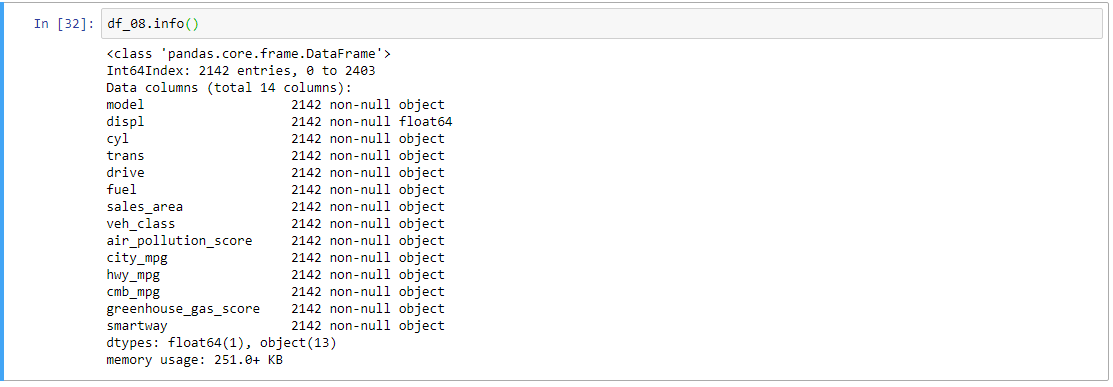 In [32]: df_08.info()
<class 'pandas.core.frame.DataFrame'>
Int64Index: 2142 entries, 0 to 2403
Data columns (total 14 columns):
model                   2142 non-null object
displ                   2142 non-null float64
cyl                     2142 non-null object
trans                   2142 non-null object
drive                   2142 non-null object
fuel                    2142 non-null object
sales_area              2142 non-null object
veh_class               2142 non-null object
air_pollution_score     2142 non-null object
city_mpg                2142 non-null object
hwy_mpg                 2142 non-null object
cmb_mpg                 2142 non-null object
greenhouse_gas_score    2142 non-null object
smartway                2142 non-null object
dtypes: float64(1), object(13)
memory usage: 251.0+ KB